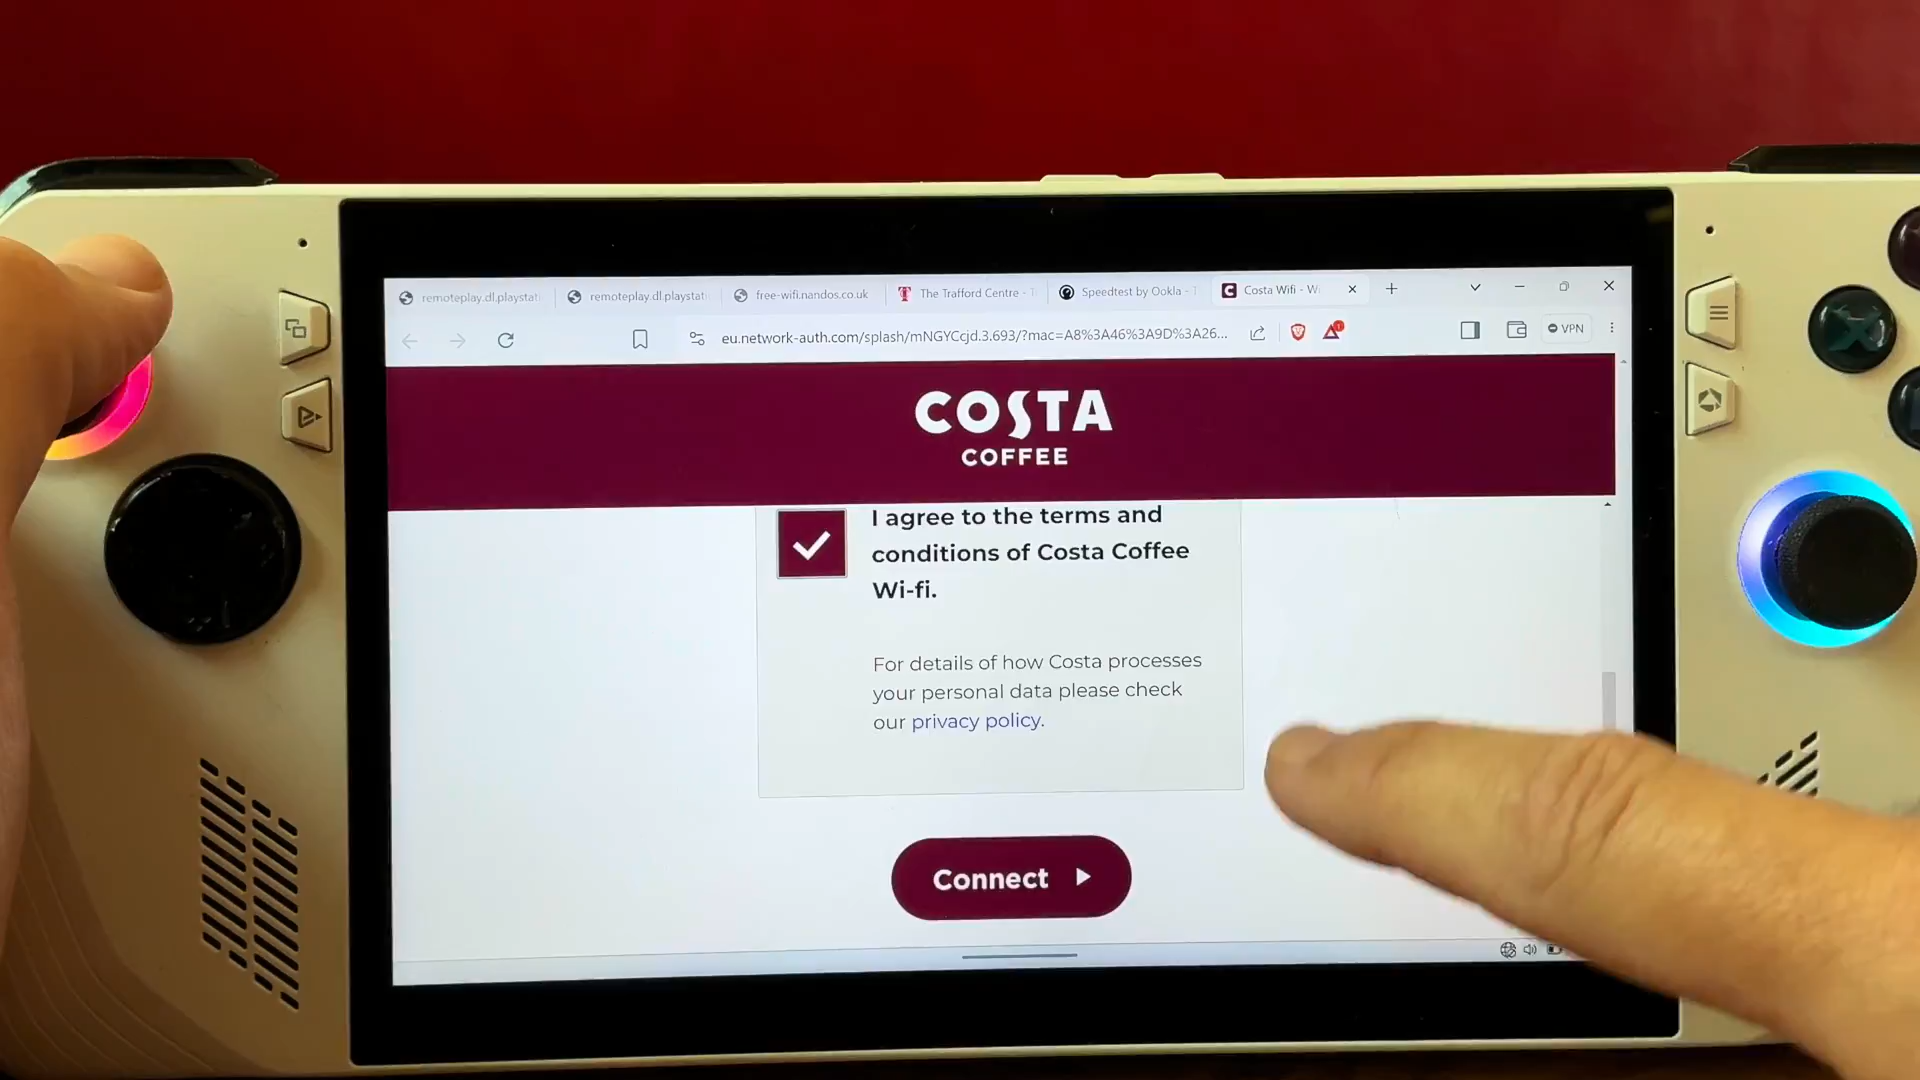 remoteplay.dl.playstati
remoteplay.dl.playstati
free-wifi.nandos.co.uk
The Trafford Centre - T
Speedtest by Ookla - T
Costa Wifi - Wi
eu.network-auth.com/splash/mNGYCcjd.3.693/?mac=A8%3A46%3A9D%3A26...
VPN
COSTA
COFFEE
I agree to the terms and
conditions of Costa Coffee
Wi-fi.
For details of how Costa processes
your personal data please check
our privacy policy.
Connect